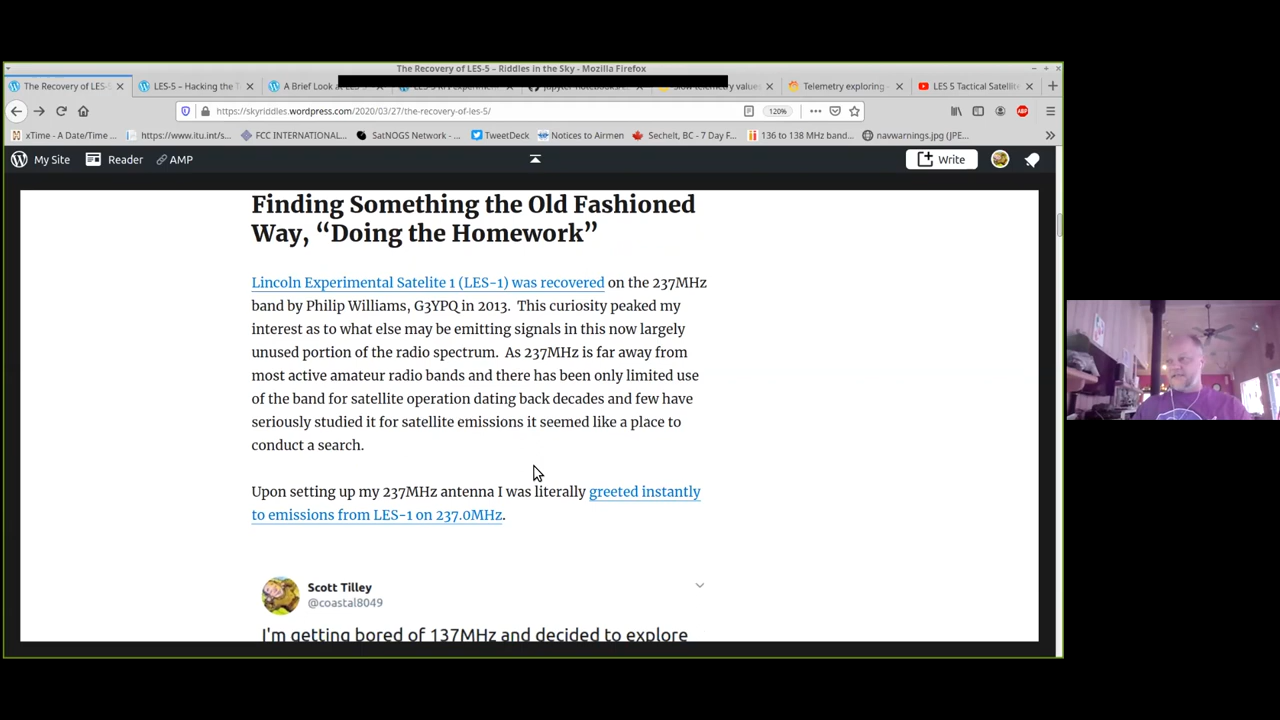 The Recovery of LES-5 – Riddles in the Sky - Mozilla Firefox
The Recovery of LES-
LES-5 – Hacking the T
A Brief Look at LES-
Telemetry exploring -
LES 5 Tactical Satellit
https://skyriddles.wordpress.com/2020/03/27/the-recovery-of-les-5/
120%
xTime - A Date/Time ...
https://www.itu.int/s...
FCC INTERNATIONAL...
SatNOGS Network - ...
TweetDeck
Notices to Airmen
Sechelt, BC - 7 Day F...
136 to 138 MHz band...
navwarnings.jpg (JPE...
My Site
Reader
AMP
Write
Finding Something the Old Fashioned
Way, “Doing the Homework”
Lincoln Experimental Satelite 1 (LES-1) was recovered on the 237MHz
band by Philip Williams, G3YPQ in 2013. This curiosity peaked my
interest as to what else may be emitting signals in this now largely
unused portion of the radio spectrum. As 237MHz is far away from
most active amateur radio bands and there has been only limited use
of the band for satellite operation dating back decades and few have
seriously studied it for satellite emissions it seemed like a place to
conduct a search.
Upon setting up my 237MHz antenna I was literally greeted instantly
to emissions from LES-1 on 237.0MHz.
Scott Tilley
@coastal8049
I'm getting bored of 137MHz and decided to explore